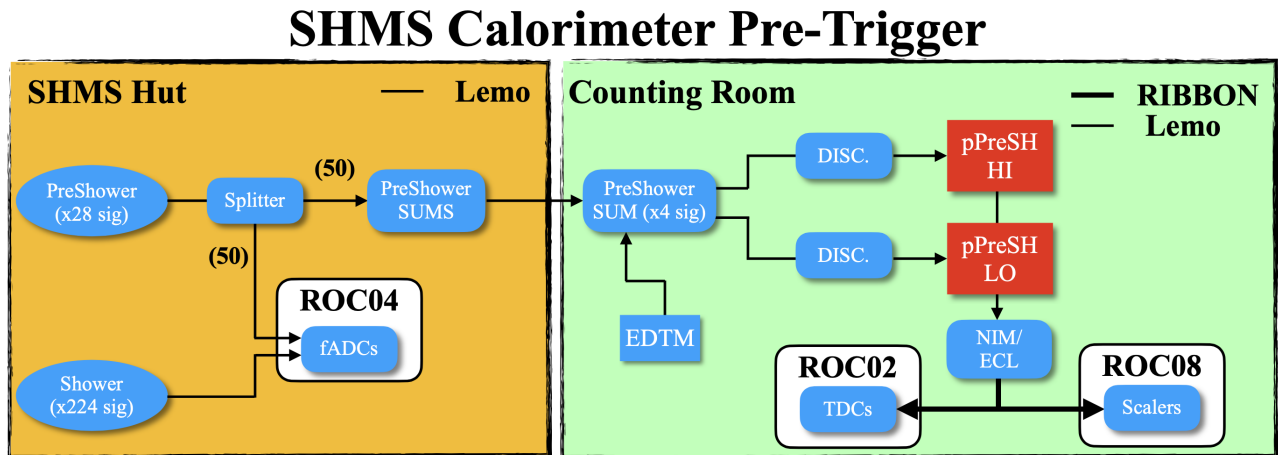 SHMS Calorimeter Pre-Trigger
SHMS Hut
Lemo
PreShower
(x28 sig)
Splitter
(50)
PreShower
SUMS
(50)
ROC04
fADCs
Shower
(x224 sig)
Counting Room
RIBBON
Lemo
PreShower
SUM (x4 sig)
DISC.
pPreSH
HI
DISC.
pPreSH
LO
EDTM
NIM/
ECL
ROC02
TDCs
ROC08
Scalers